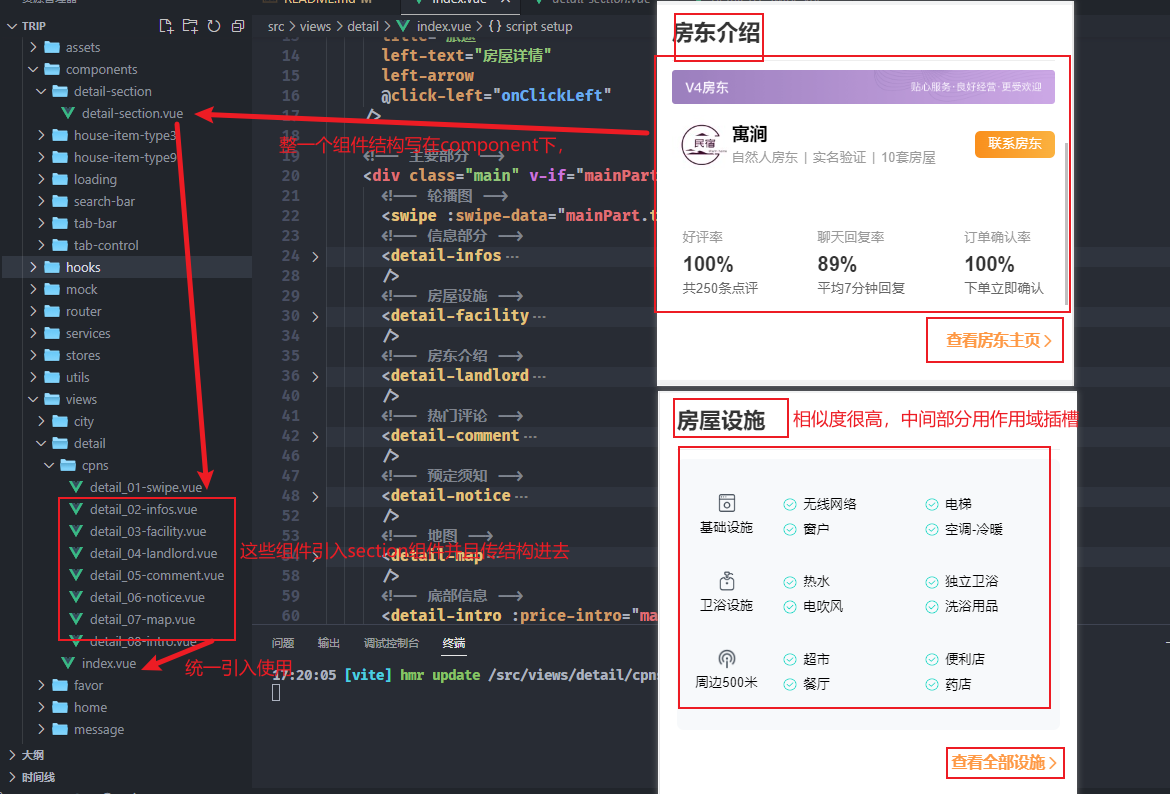 TRIP
assets
components
detail-section
detail-section.vue
house-item-type3
house-item-type9
loading
search-bar
tab-bar
tab-control
hooks
mock
router
services
stores
utils
views
city
detail
cpns
detail_01-swipe.vue
detail_02-infos.vue
detail_03-facility.vue
detail_04-landlord.vue
detail_05-comment.vue
detail_06-notice.vue
detail_07-map.vue
detail_08-intro.vue
index.vue
favor
home
message
大纲
时间线
src > views > detail > index.vue > {} script setup
14 left-text="房屋详情"
15 left-arrow
16 @click-left="onClickLeft"
17 />
18
19 <!-- 主要部分 -->
20 <div class="main" v-if="mainPart
21 <!-- 轮播图 -->
22 <swipe :swipe-data="mainPart.t
23 <!-- 信息部分 -->
24 <detail-infos ...
28 />
29 <!-- 房屋设施 -->
30 <detail-facility ...
34 />
35 <!-- 房东介绍 -->
36 <detail-landlord ...
40 />
41 <!-- 热门评论 -->
42 <detail-comment ...
46 />
47 <!-- 预定须知 -->
48 <detail-notice ...
52 />
53 <!-- 地图 -->
54 <detail-map ...
58 />
59 <!-- 底部信息 -->
60 <detail-intro :price-intro="ma
整一个组件结构写在component下，
这些组件引入section组件并且传结构进去
统一引入使用
问题 输出 调试控制台 终端
17:20:05 [vite] hmr update /src/views/detail/cpn
房东介绍
V4房东 贴心服务·良好经营·更受欢迎
民宿
寓涧
自然人房东 | 实名验证 | 10套房屋
联系房东
好评率 聊天回复率 订单确认率
100% 89% 100%
共250条点评 平均7分钟回复 下单立即确认
查看房东主页 >
房屋设施
相似度很高，中间部分用作用域插槽
基础设施
无线网络 电梯
窗户 空调-冷暖
卫浴设施
热水 独立卫浴
电吹风 洗浴用品
周边500米
超市 便利店
餐厅 药店
查看全部设施 >